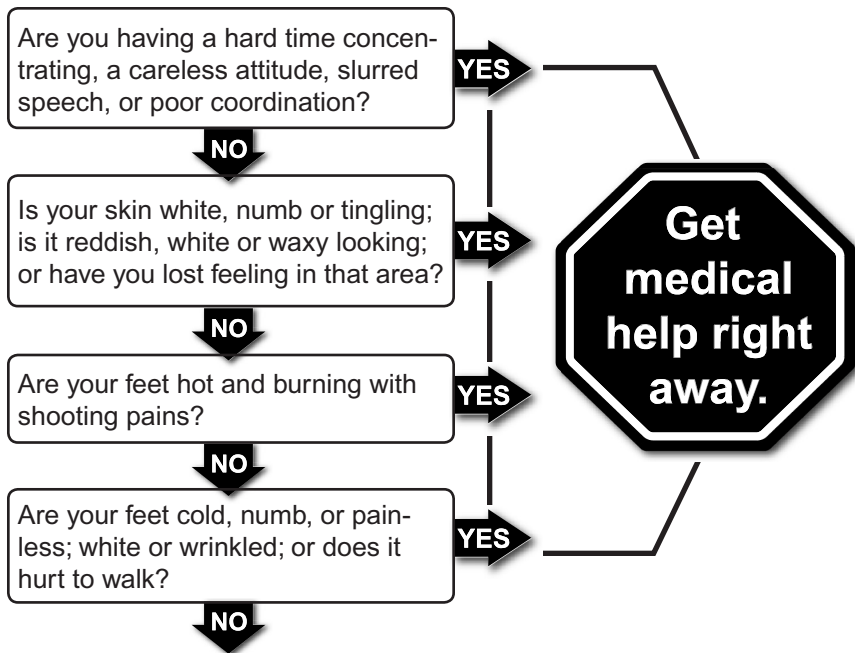 Are you having a hard time concen-
trating, a careless attitude, slurred
speech, or poor coordination?
YES
NO
Is your skin white, numb or tingling;
is it reddish, white or waxy looking;
or have you lost feeling in that area?
YES
NO
Are your feet hot and burning with
shooting pains?
YES
NO
Are your feet cold, numb, or pain-
less; white or wrinkled; or does it
hurt to walk?
YES
NO
Get
medical
help right
away.